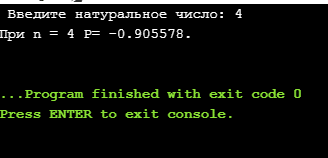 Введите натуральное число: 4
При n = 4 P= -0.905578.
...Program finished with exit code 0
Press ENTER to exit console.